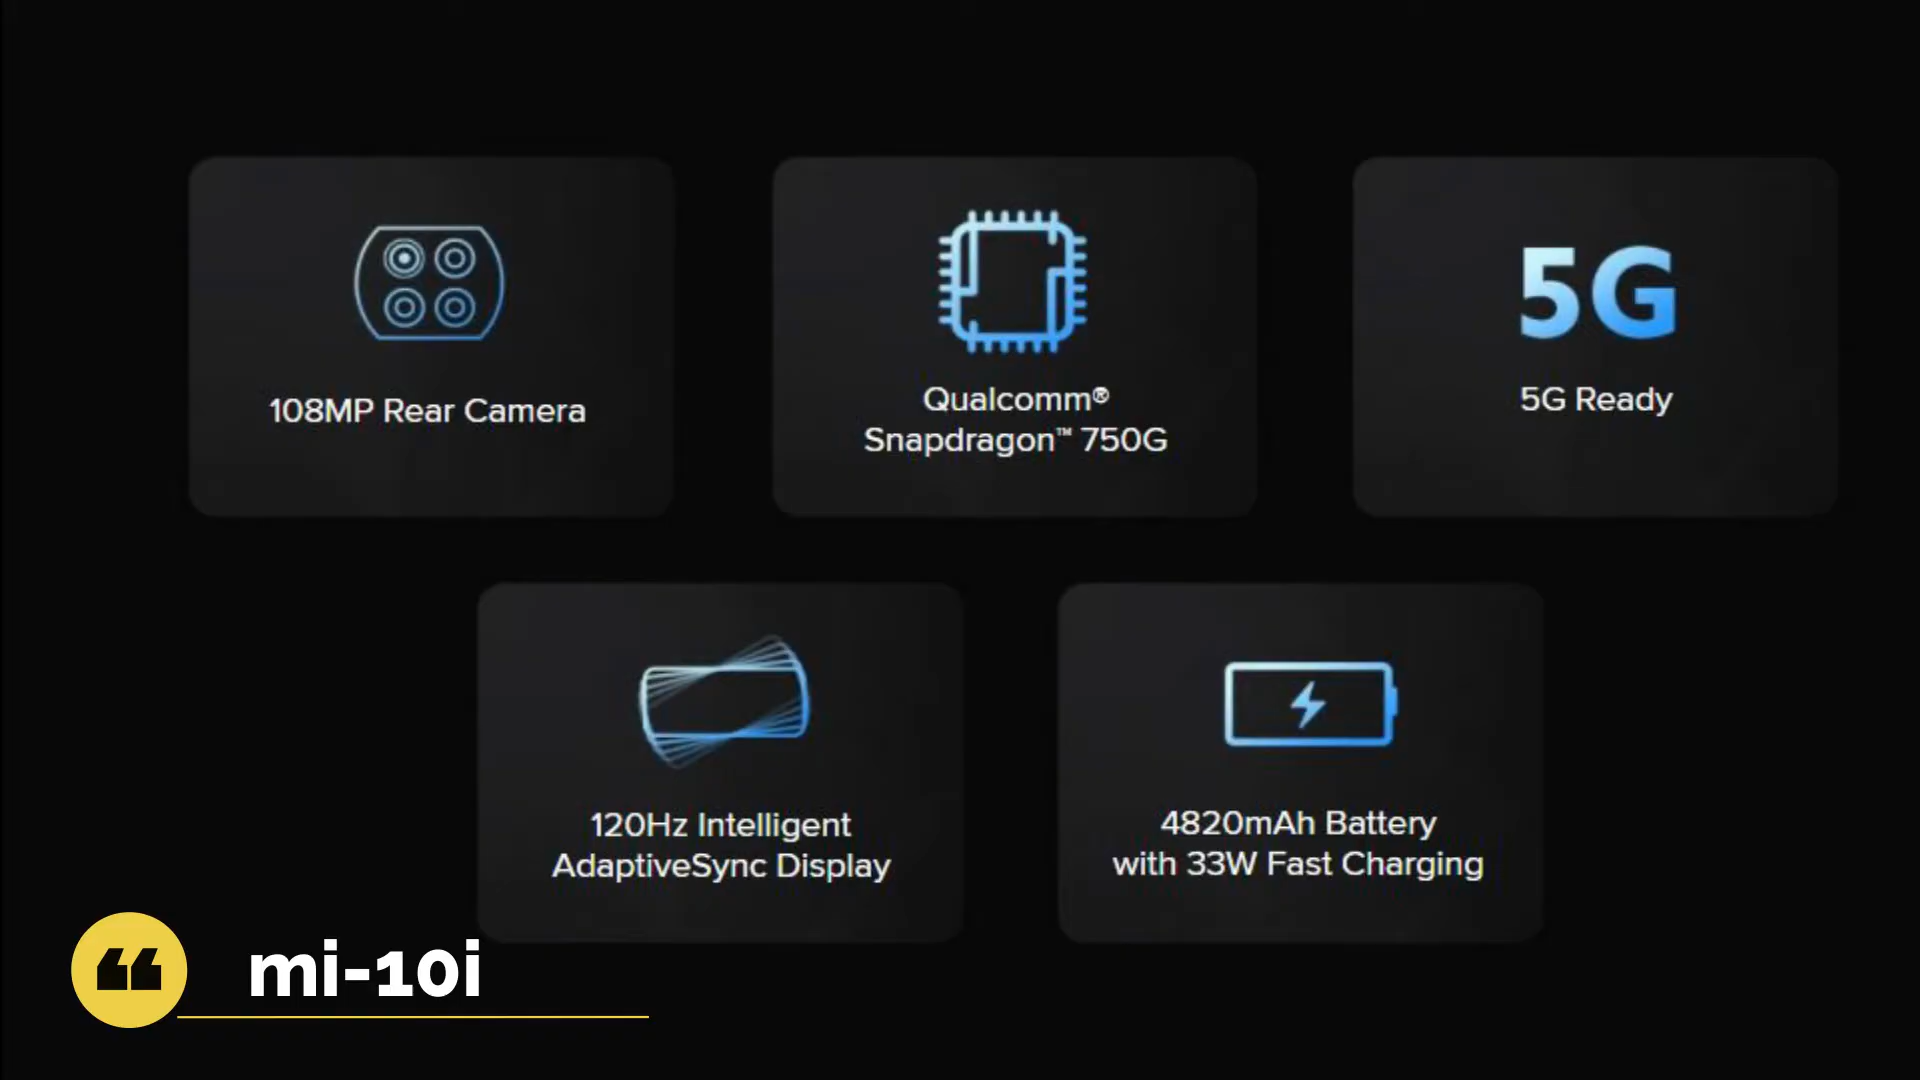 5G
108MP Rear Camera
Qualcomm®
Snapdragon™ 750G
5G Ready
120Hz Intelligent
AdaptiveSync Display
4820mAh Battery
with 33W Fast Charging
❝ mi-10i